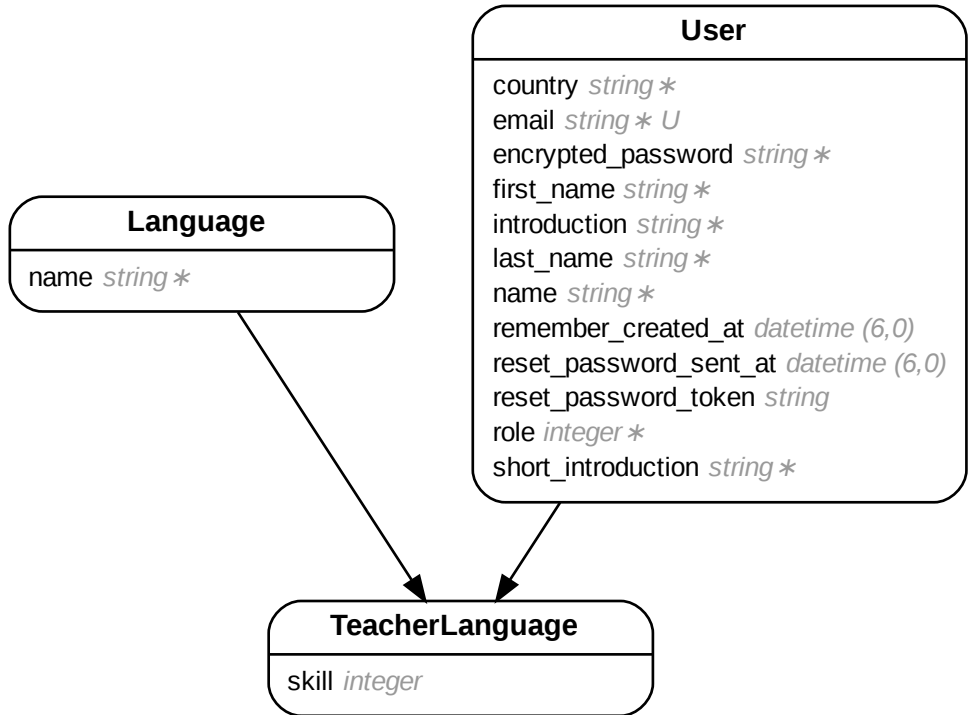 User
country string ∗
email string ∗ U
encrypted_password string ∗
first_name string ∗
introduction string ∗
last_name string ∗
name string ∗
remember_created_at datetime (6,0)
reset_password_sent_at datetime (6,0)
reset_password_token string
role integer ∗
short_introduction string ∗
Language
name string ∗
TeacherLanguage
skill integer